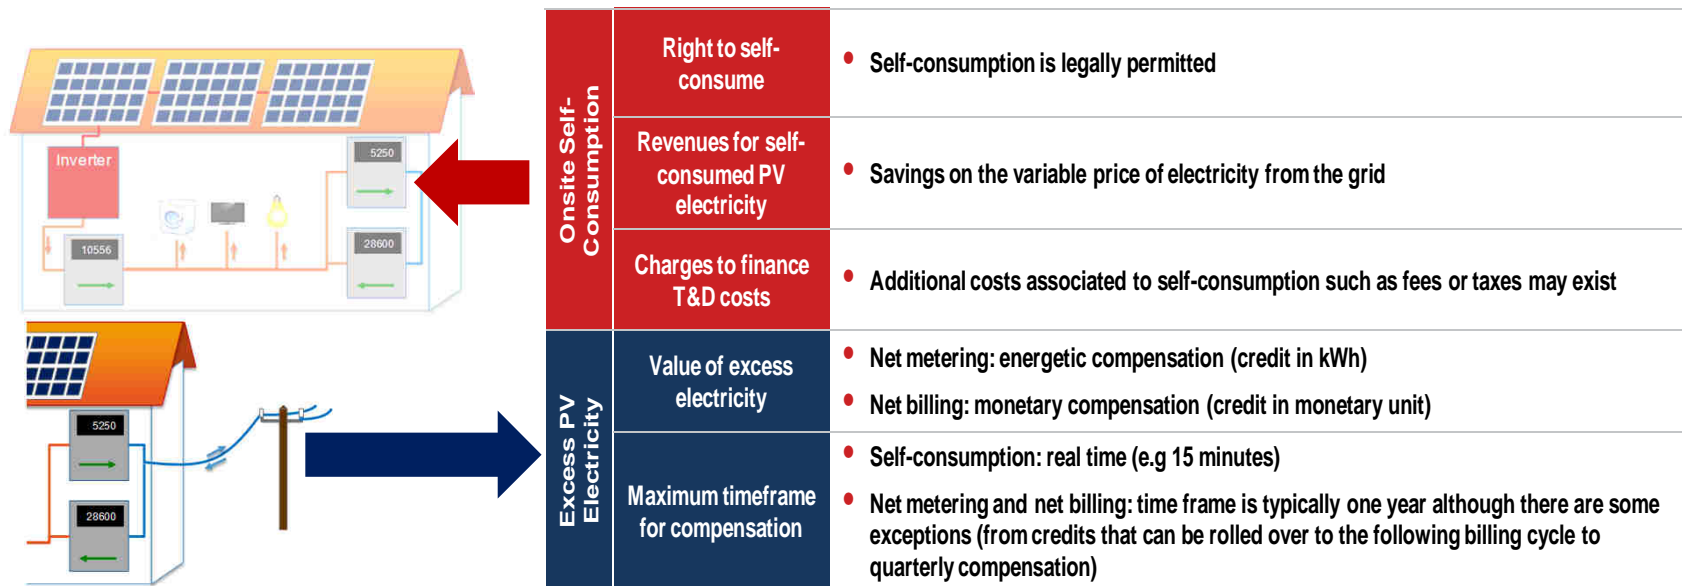 Inverter
5250
10556
28600
5250
28600
Onsite Self-
Consumption
Right to self-
consume
• Self-consumption is legally permitted
Revenues for self-
consumed PV
electricity
• Savings on the variable price of electricity from the grid
Charges to finance
T&D costs
• Additional costs associated to self-consumption such as fees or taxes may exist
Excess PV
Electricity
Value of excess
electricity
• Net metering: energetic compensation (credit in kWh)
• Net billing: monetary compensation (credit in monetary unit)
Maximum timeframe
for compensation
• Self-consumption: real time (e.g 15 minutes)
• Net metering and net billing: time frame is typically one year although there are some
exceptions (from credits that can be rolled over to the following billing cycle to
quarterly compensation)